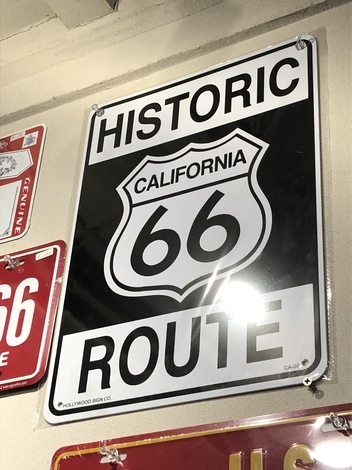 HISTORIC
CALIFORNIA
66
ROUTE
HOLLYWOOD SIGN CO.
GENUINE
66
E